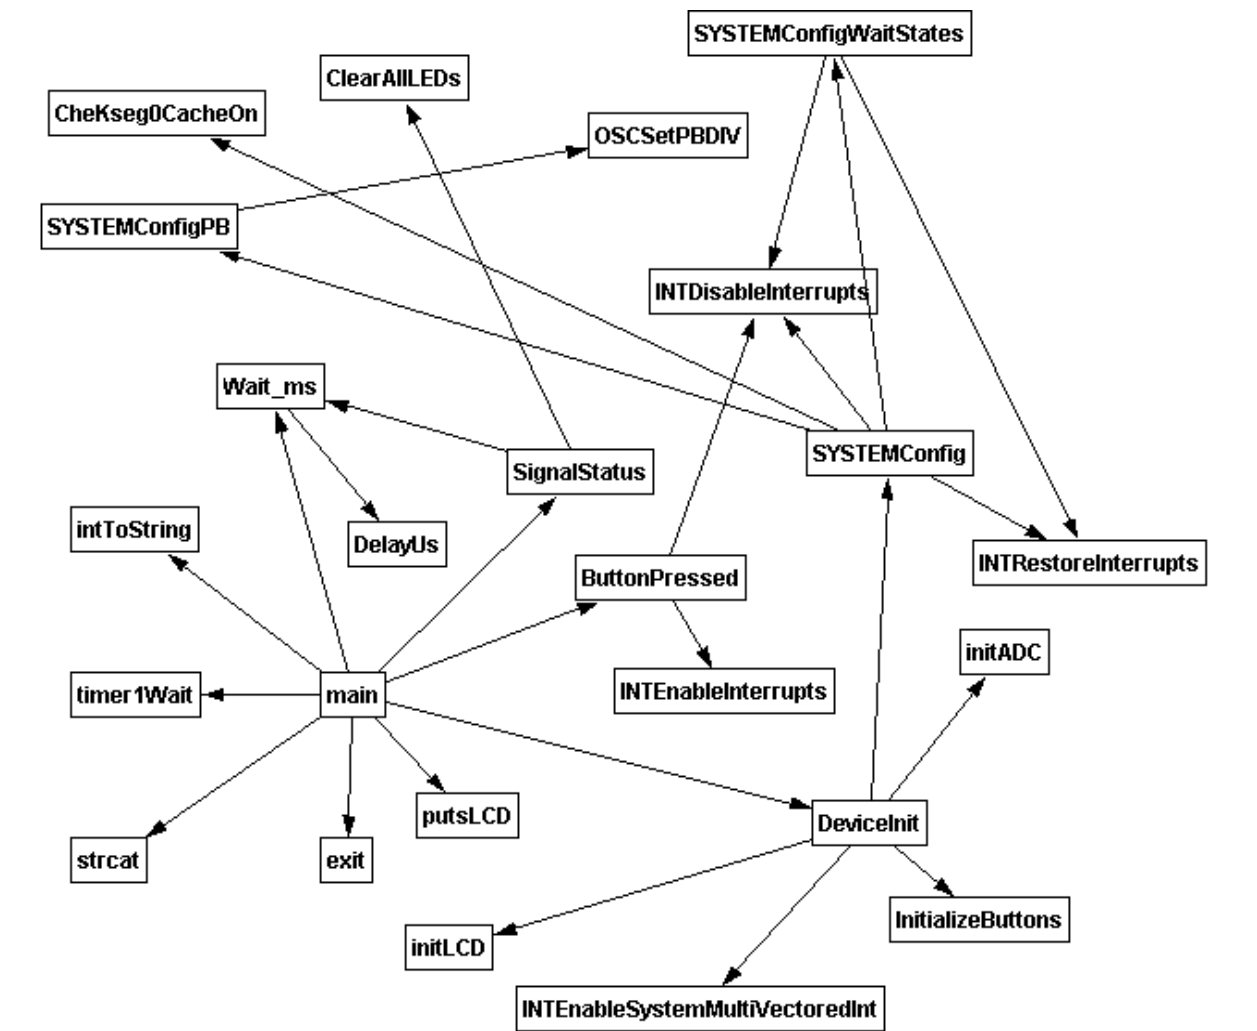 SYSTEMConfigWaitStates
ClearAllLEDs
CheKseg0CacheOn
OSCSetPBDIV
SYSTEMConfigPB
INTDisableInterrupts
Wait_ms
SYSTEMConfig
SignalStatus
intToString
DelayUs
INTRestoreInterrupts
ButtonPressed
initADC
timer1Wait
main
INTEnableInterrupts
putsLCD
DeviceInit
strcat
exit
InitializeButtons
initLCD
INTEnableSystemMultiVectoredInt